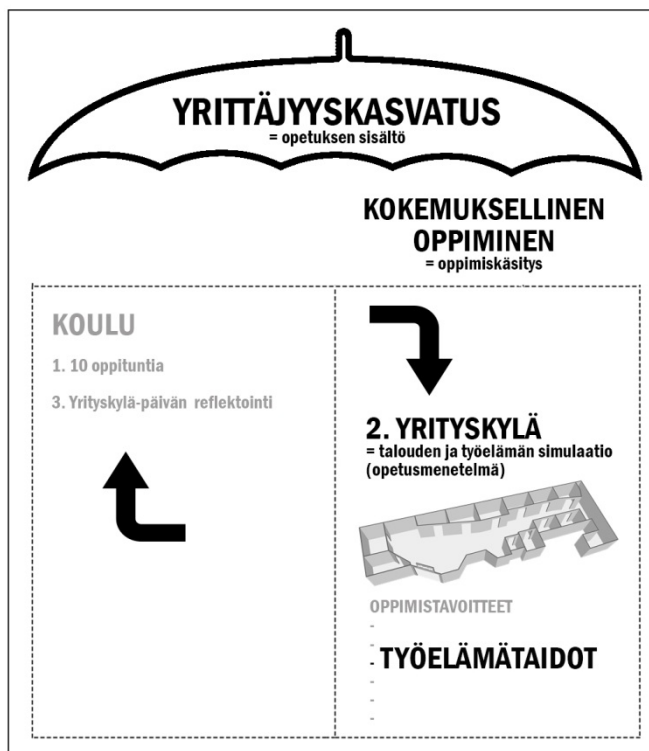 YRITTÄJYYSKASVATUS
= opetuksen sisältö
KOKEMUKSELLINEN
OPPIMINEN
= oppimiskäsitys
KOULU
1. 10 oppituntia
3. Yrityskylä-päivän reflektointi
2. YRITYSKYLÄ
= talouden ja työelämän simulaatio
(opetusmenetelmä)
OPPIMISTAVOITTEET
-
-
- TYÖELÄMÄTAIDOT
-
-
-